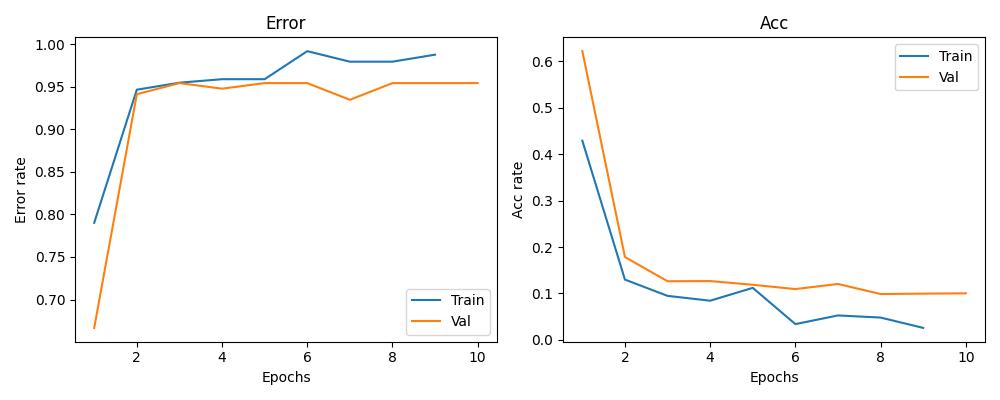 Error
Error rate
1.00
0.95
0.90
0.85
0.80
0.75
0.70
2 4 6 8 10
Epochs
Train
Val
Acc
Acc rate
0.6
0.5
0.4
0.3
0.2
0.1
0.0
2 4 6 8 10
Epochs
Train
Val